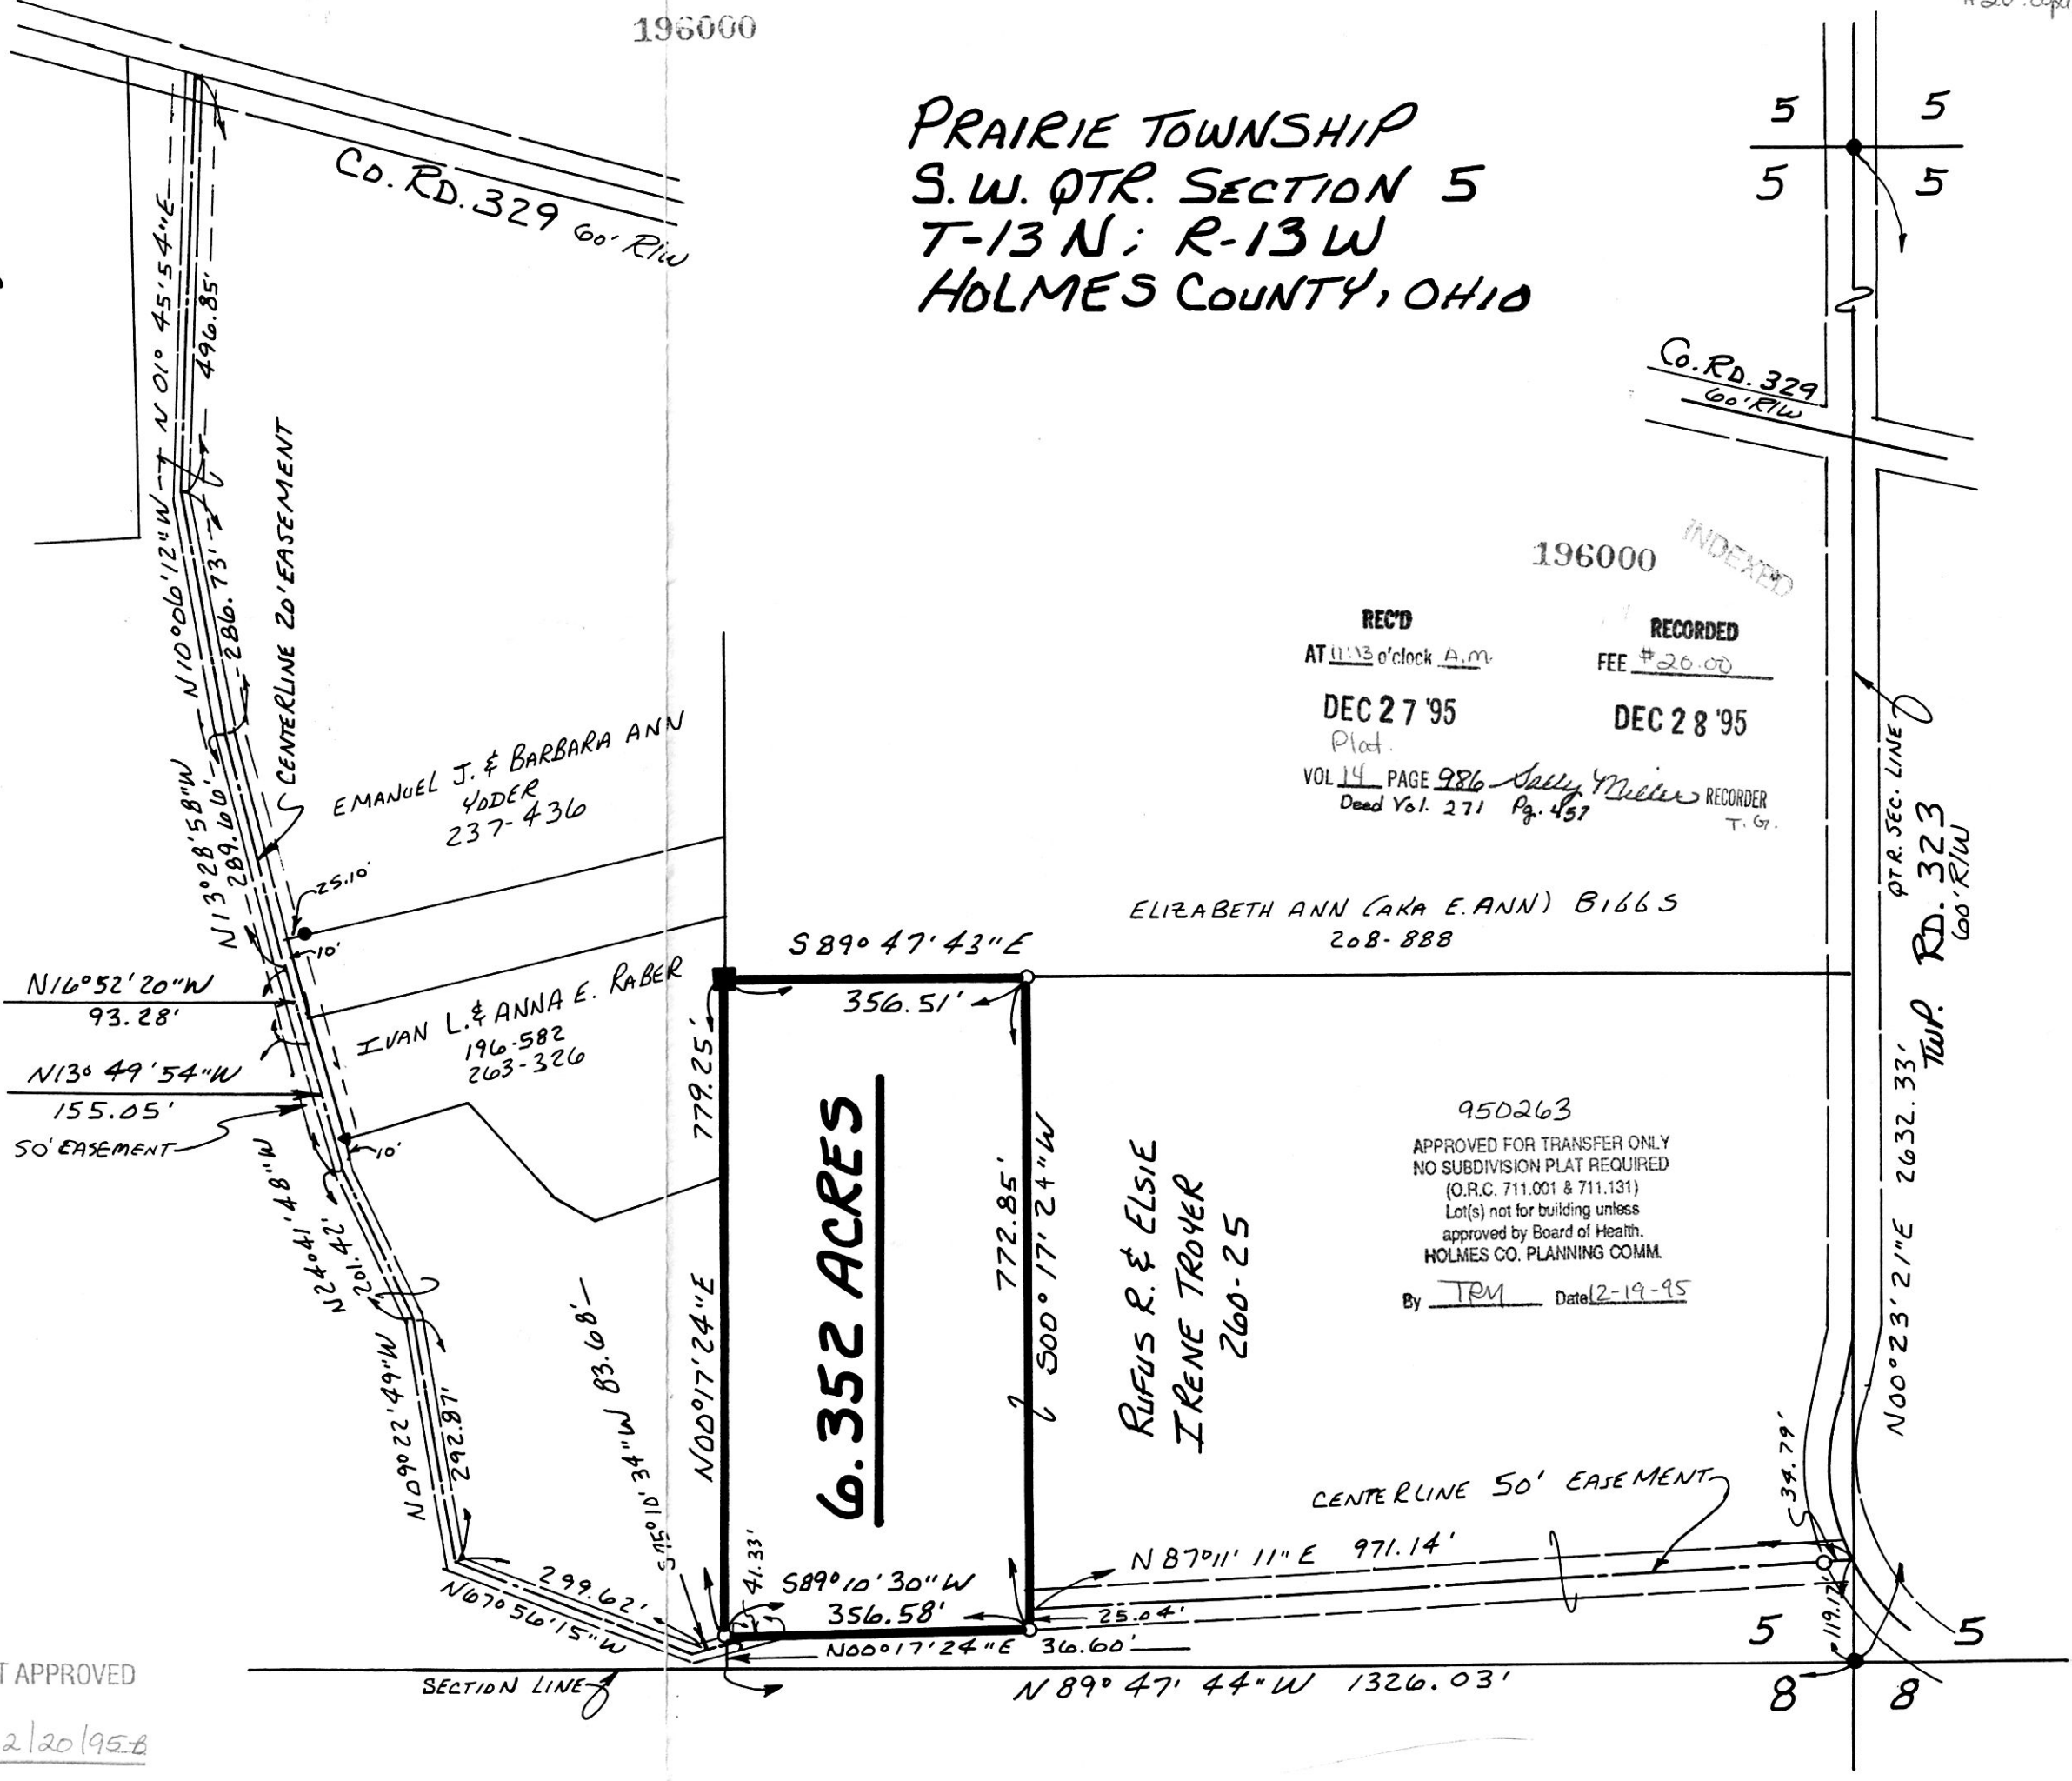 196000
PRAIRIE TOWNSHIP
S.W. QTR. SECTION 5
T-13 N; R-13 W
HOLMES COUNTY, OHIO
5 5
5 5
CO. RD. 329 60' R/W
CO. RD. 329
60' R/W
N 01° 45' 54" E
496.85'
N 10° 06' 12" W
286.73'
CENTERLINE 20' EASEMENT
N 13° 28' 58" W
289.66'
196000
INDEXED
REC'D
AT 11:13 o'clock A.M.
DEC 27 '95
RECORDED
FEE #20.00
DEC 28 '95
Plat.
VOL 14 PAGE 986 Sally Miller RECORDER
Deed Vol. 271 Pg. 457
T. G.
EMANUEL J. & BARBARA ANN
YODER
237-436
25.10'
10'
IVAN L. & ANNA E. RABER
196-582
263-326
N 16° 52' 20" W
93.28'
N 13° 49' 54" W
155.05'
50' EASEMENT
10'
N 24° 41' 48" W
201.42'
N 09° 22' 49" W
292.87'
N 67° 56' 15" W
299.62'
S 75° 10' 34" W 83.68'
ELIZABETH ANN (AKA E. ANN) BIGGS
208-888
S 89° 47' 43" E
356.51'
779.25'
N 00° 17' 24" E
6.352 ACRES
772.85'
S 00° 17' 24" W
RUFUS R. & ELSIE
IRENE TROYER
260-25
950263
APPROVED FOR TRANSFER ONLY
NO SUBDIVISION PLAT REQUIRED
(O.R.C. 711.001 & 711.131)
Lot(s) not for building unless
approved by Board of Health.
HOLMES CO. PLANNING COMM.
By TRM Date 12-19-95
QTR. SEC. LINE
TWP. RD. 323
60' R/W
N 00° 23' 21" E 2632.33'
34.79'
CENTERLINE 50' EASEMENT
N 87° 11' 11" E 971.14'
25.04'
41.33'
S 89° 10' 30" W
356.58'
N 00° 17' 24" E 36.60'
119.17'
SECTION LINE
N 89° 47' 44" W 1326.03'
5 5
8 8
T APPROVED
2/20/95